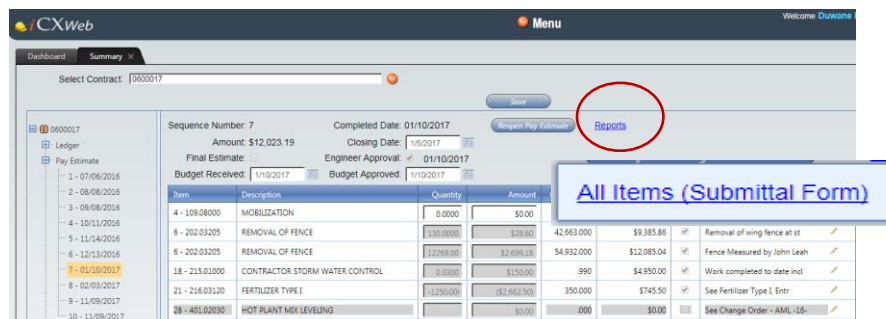 iCXWeb
Menu
Welcome Duwane
Dashboard Summary ×
Select Contract: 0600017
Save
0600017
Ledger
Pay Estimate
1 - 07/06/2016
2 - 08/08/2016
3 - 09/08/2016
4 - 10/11/2016
5 - 11/14/2016
6 - 12/13/2016
7 - 01/10/2017
8 - 02/03/2017
9 - 11/09/2017
10 - 11/09/2017
Sequence Number: 7 Completed Date: 01/10/2017 Reopen Pay Estimate Reports
Amount: $12,023.19 Closing Date: 1/5/2017
Final Estimate: Engineer Approval: 01/10/2017
Budget Received: 1/10/2017 Budget Approved: 1/10/2017
All Items (Submittal Form)
Item Description Quantity Amount
4 - 109.08000 MOBILIZATION 0.0000 $0.00
6 - 202.03205 REMOVAL OF FENCE 130.0000 $28.60 42,663.000 $9,385.86 Removal of wing fence at st
6 - 202.03205 REMOVAL OF FENCE 12269.00 $2,699.18 54,932.000 $12,085.04 Fence Measured by John Leah
18 - 215.01000 CONTRACTOR STORM WATER CONTROL 0.0300 $150.00 .990 $4,950.00 Work completed to date incl
21 - 216.03120 FERTILIZER TYPE I -1250.00 ($2,662.50) 350.000 $745.50 See Fertilizer Type I, Entr
28 - 401.02030 HOT PLANT MIX LEVELING $0.00 .000 $0.00 See Change Order - AML -16-